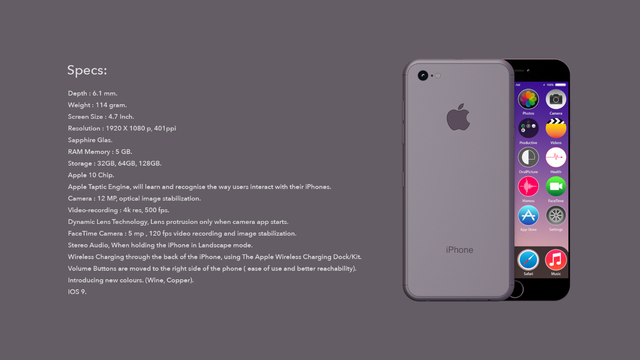 Specs:
Depth : 6.1 mm.
Weight : 114 gram.
Screen Size : 4.7 Inch.
Resolution : 1920 X 1080 p, 401ppi
Sapphire Glas.
RAM Memory : 5 GB.
Storage : 32GB, 64GB, 128GB.
Apple 10 Chip.
Apple Taptic Engine, will learn and recognise the way users interact with their iPhones.
Camera : 12 MP, optical image stabilization.
Video-recording : 4k res, 500 fps.
Dynamic Lens Technology, Lens protrusion only when camera app starts.
FaceTime Camera : 5 mp , 120 fps video recording and image stabilization.
Stereo Audio, When holding the iPhone in Landscape mode.
Wireless Charging through the back of the iPhone, using The Apple Wireless Charging Dock/Kit.
Volume Buttons are moved to the right side of the phone ( ease of use and better reachability).
Introducing new colours. (Wine, Copper).
IOS 9.
iPhone
Photos Camera
Productive Videos
Health
FaceTime
App Store Settings
Safari Music